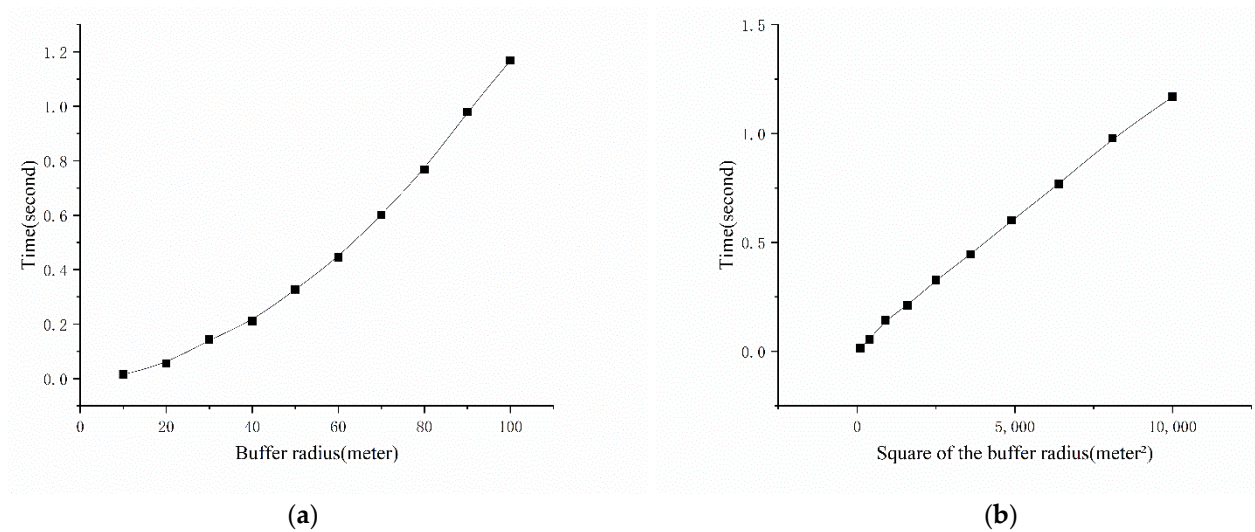 Time(second)
1.2
1.0
0.8
0.6
0.4
0.2
0.0
0 20 40 60 80 100
Buffer radius(meter)
(a)
Time(second)
1.5
1.0
0.5
0.0
0 5,000 10,000
Square of the buffer radius(meter²)
(b)